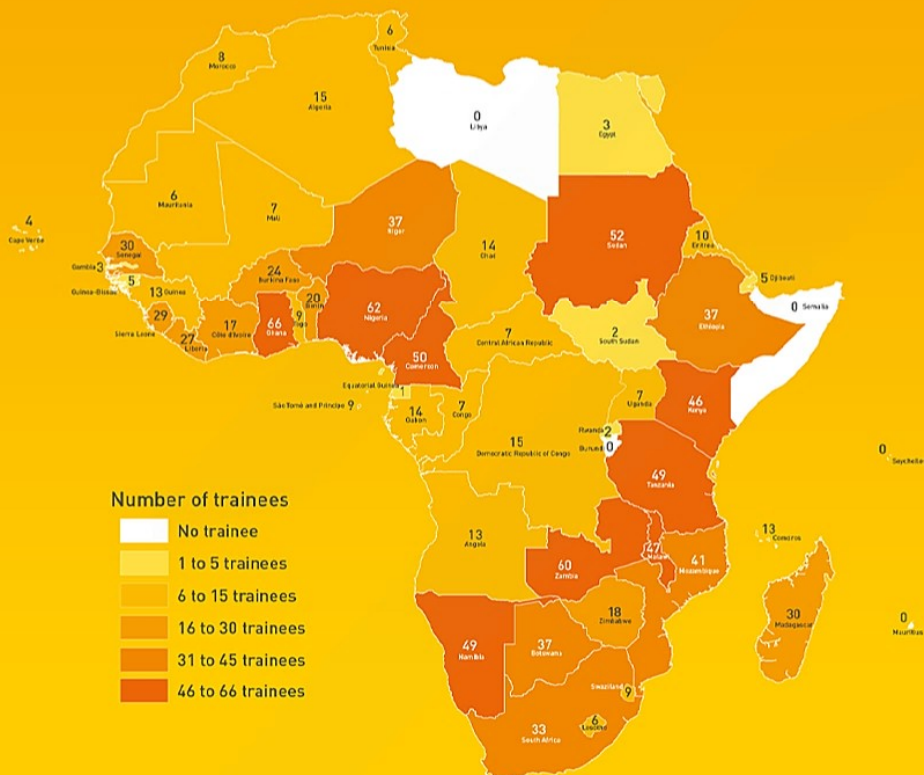 6
Tunisia
8
Morocco
15
Algeria
0
Libya
3
Egypt
4
Cape Verde
6
Mauritania
7
Mali
37
Niger
14
Chad
52
Sudan
10
Eritrea
30
Senegal
Gambia 3
5
Guinea-Bissau
13 Guinea
24
Burkina Faso
20
Benin
9
Togo
5 Djibouti
29
Sierra Leone
27
Liberia
17
Côte d'Ivoire
66
Ghana
62
Nigeria
50
Cameroon
7
Central African Republic
2
South Sudan
37
Ethiopia
0 Somalia
Equatorial Guinea
1
São Tomé and Principe 9
14
Gabon
7
Congo
15
Democratic Republic of Congo
7
Uganda
46
Kenya
Rwanda 2
Burundi 0
49
Tanzania
0
Seychelles
13
Angola
60
Zambia
47
Malawi
41
Mozambique
13
Comoros
30
Madagascar
0
Mauritius
49
Namibia
37
Botswana
18
Zimbabwe
Swaziland
9
33
South Africa
6
Lesotho
Number of trainees
No trainee
1 to 5 trainees
6 to 15 trainees
16 to 30 trainees
31 to 45 trainees
46 to 66 trainees